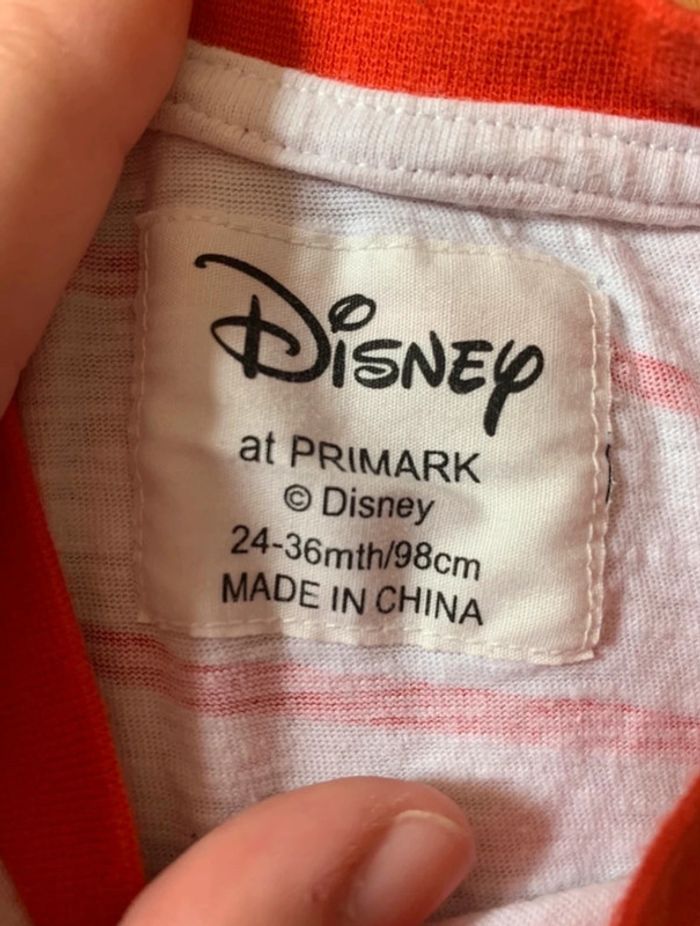 Disney
at PRIMARK
© Disney
24-36mth/98cm
MADE IN CHINA